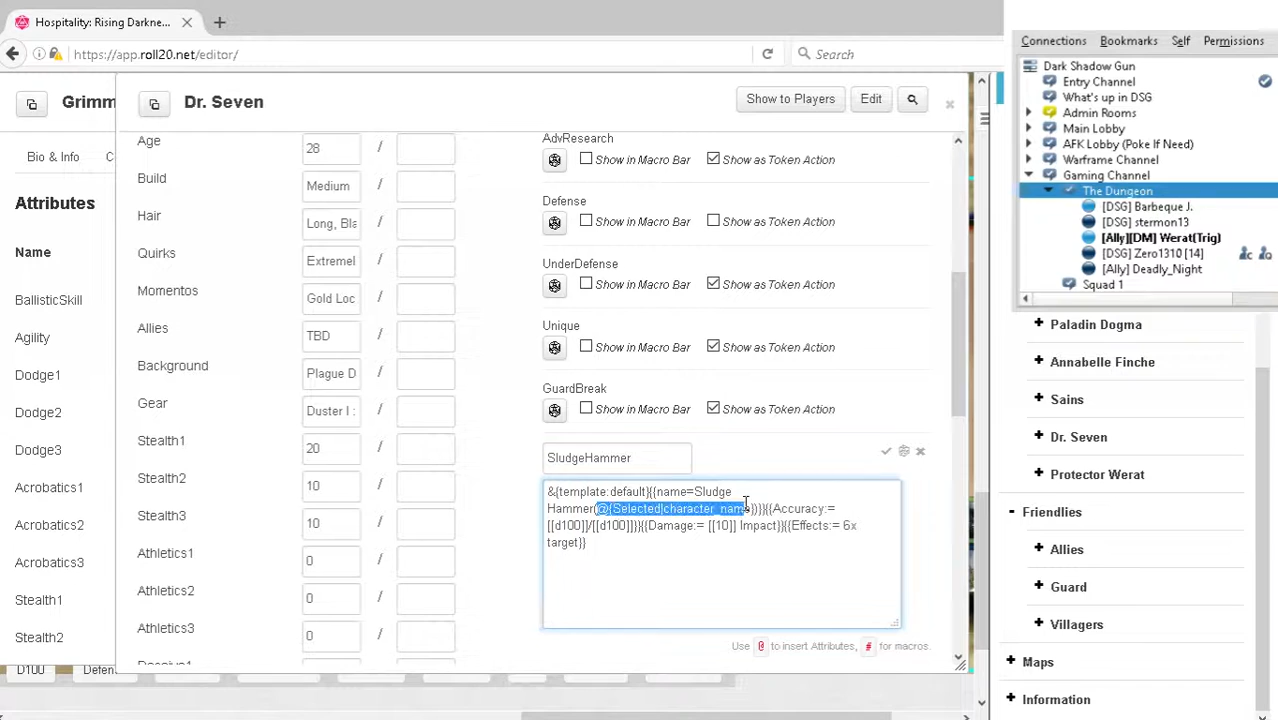 Hospitality: Rising Darkne...
https://app.roll20.net/editor/
Search
Grimm
Dr. Seven
Show to Players
Edit
Bio & Info
C
Attributes
Name
BallisticSkill
Agility
Dodge1
Dodge2
Dodge3
Acrobatics1
Acrobatics2
Acrobatics3
Stealth1
Stealth2
D100
Defen
Age
28
/
Build
Medium
/
Hair
Long, Bla
/
Quirks
Extremel
/
Momentos
Gold Loc
/
Allies
TBD
/
Background
Plague D
/
Gear
Duster I :
/
Stealth1
20
/
Stealth2
10
/
Stealth3
10
/
Athletics1
0
/
Athletics2
0
/
Athletics3
0
/
AdvResearch
Show in Macro Bar
Show as Token Action
Defense
Show in Macro Bar
Show as Token Action
UnderDefense
Show in Macro Bar
Show as Token Action
Unique
Show in Macro Bar
Show as Token Action
GuardBreak
Show in Macro Bar
Show as Token Action
SludgeHammer
&{template:default}{{name=Sludge
Hammer(@{Selected|character_name})}}{{Accuracy:=
[[d100]]/[[d100]]}}{{Damage:= [[10]] Impact}}{{Effects:= 6x
target}}
Use @ to insert Attributes, # for macros.
Connections
Bookmarks
Self
Permissions
Dark Shadow Gun
Entry Channel
What's up in DSG
Admin Rooms
Main Lobby
AFK Lobby (Poke If Need)
Warframe Channel
Gaming Channel
The Dungeon
[DSG] Barbeque J.
[DSG] stermon13
[Ally][DM] Werat(Trig)
[DSG] Zero1310 [14]
[Ally] Deadly_Night
Squad 1
Paladin Dogma
Annabelle Finche
Sains
Dr. Seven
Protector Werat
Friendlies
Allies
Guard
Villagers
Maps
Information